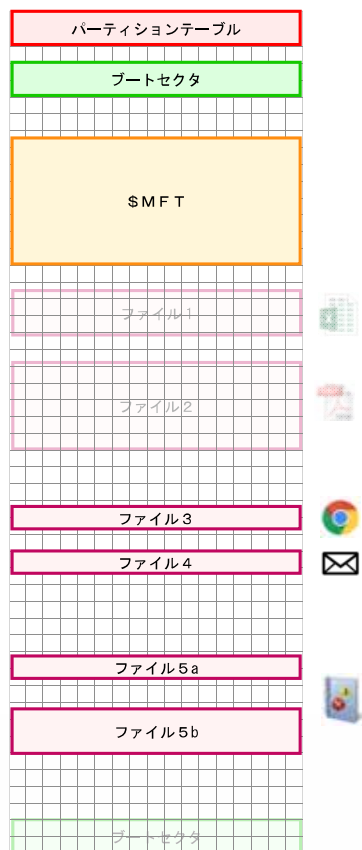 パーティションテーブル
ブートセクタ
＄ＭＦＴ
ファイル１
ファイル２
ファイル３
ファイル４
ファイル５a
ファイル５b
ブートセクタ